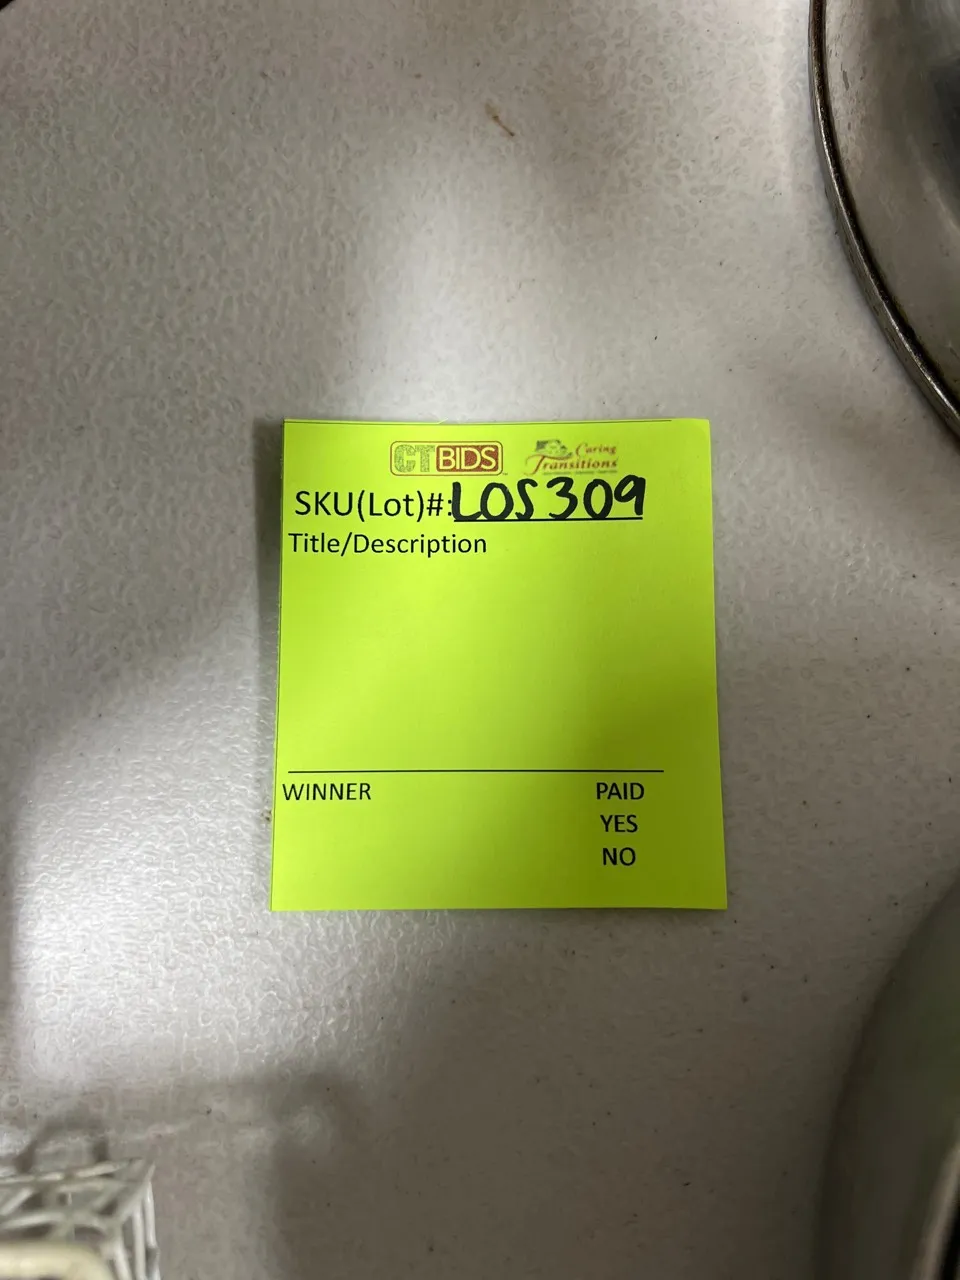 CTBIDS Caring Transitions
SKU(Lot)#: LOS309
Title/Description
WINNER PAID
YES
NO